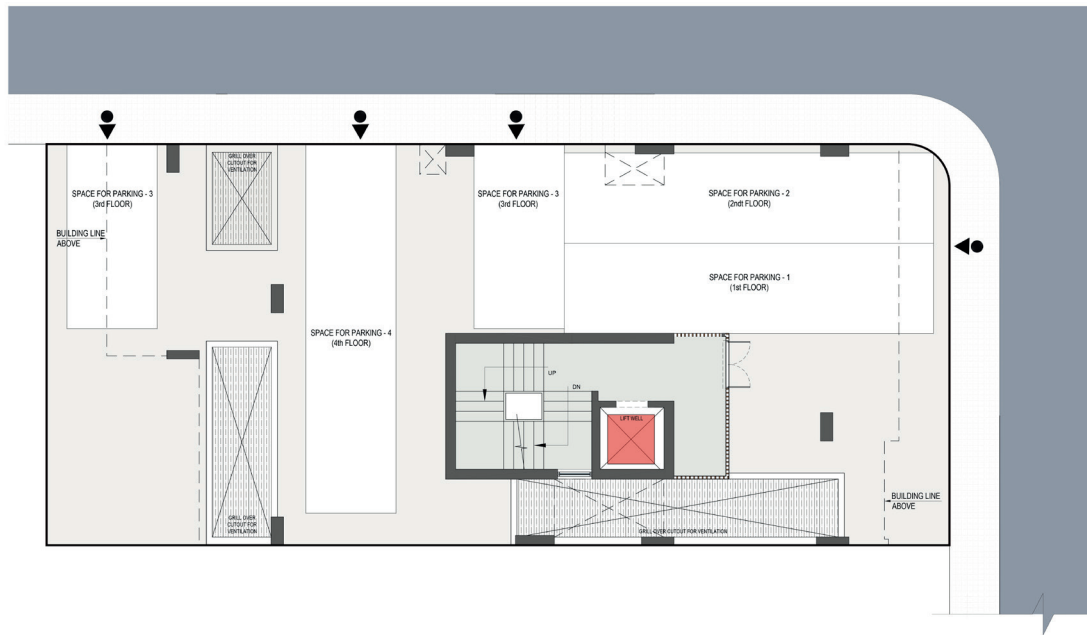 GRILL OVER
CUTOUT FOR
VENTILATION
SPACE FOR PARKING - 3
(3rd FLOOR)
SPACE FOR PARKING - 3
(3rd FLOOR)
SPACE FOR PARKING - 2
(2ndt FLOOR)
BUILDING LINE
ABOVE
SPACE FOR PARKING - 1
(1st FLOOR)
SPACE FOR PARKING - 4
(4th FLOOR)
UP
DN
LIFT WELL
BUILDING LINE
ABOVE
GRILL OVER
CUTOUT FOR
VENTILATION
GRILL OVER CUTOUT FOR VENTILATION